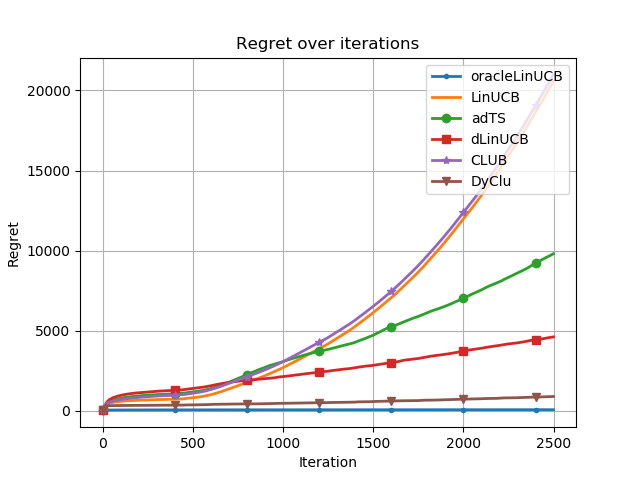 Regret over iterations
oracleLinUCB
LinUCB
adTS
dLinUCB
CLUB
DyClu
20000
15000
10000
5000
0
Regret
0 500 1000 1500 2000 2500
Iteration